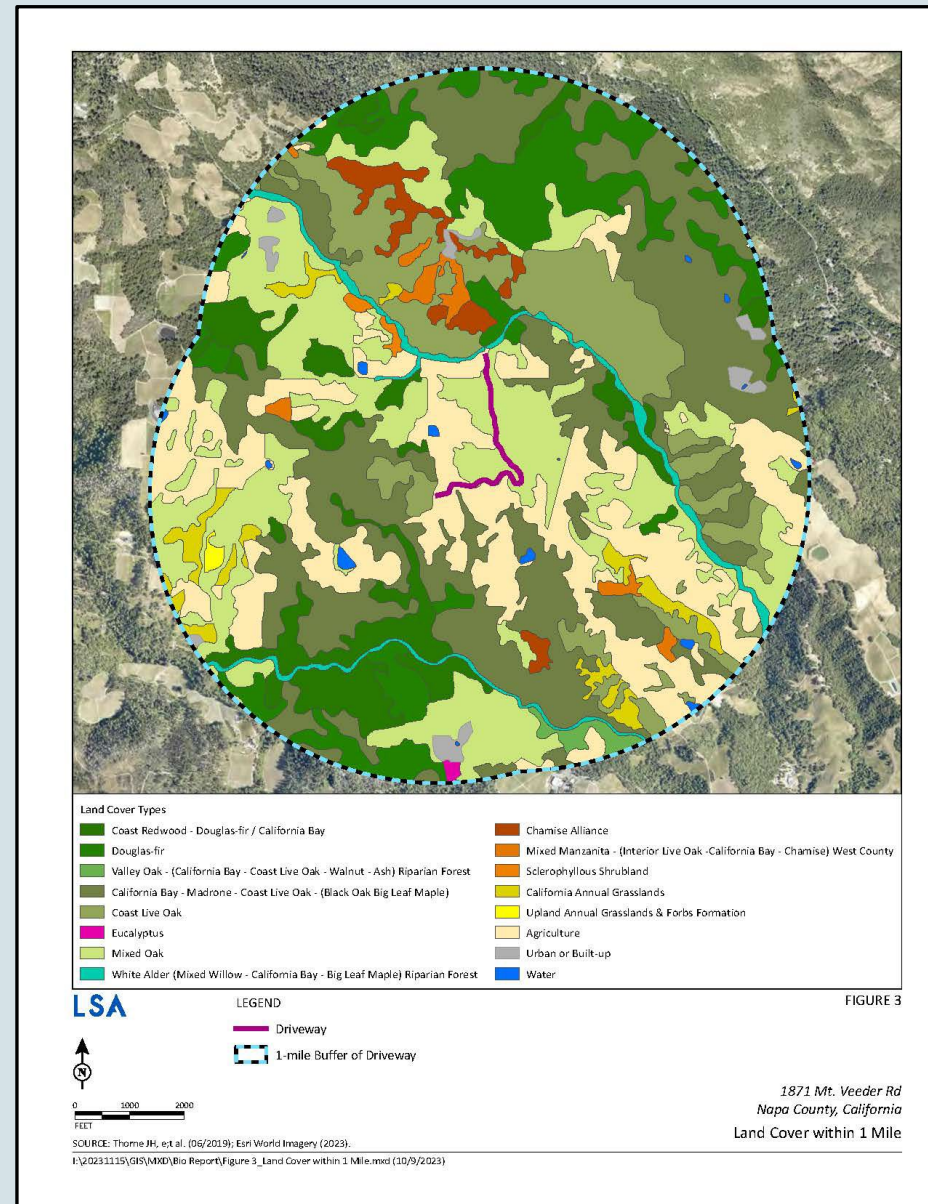 Land Cover Types
Coast Redwood - Douglas-fir / California Bay
Douglas-fir
Valley Oak - (California Bay - Coast Live Oak - Walnut - Ash) Riparian Forest
California Bay - Madrone - Coast Live Oak - (Black Oak Big Leaf Maple)
Coast Live Oak
Eucalyptus
Mixed Oak
White Alder (Mixed Willow - California Bay - Big Leaf Maple) Riparian Forest
Chamise Alliance
Mixed Manzanita - (Interior Live Oak -California Bay - Chamise) West County
Sclerophyllous Shrubland
California Annual Grasslands
Upland Annual Grasslands & Forbs Formation
Agriculture
Urban or Built-up
Water
LSA
LEGEND
FIGURE 3
Driveway
1-mile Buffer of Driveway
N
0 1000 2000
FEET
1871 Mt. Veeder Rd
Napa County, California
Land Cover within 1 Mile
SOURCE: Thorne JH, e;t al. (06/2019); Esri World Imagery (2023).
I:\20231115\GIS\MXD\Bio Report\Figure 3_Land Cover within 1 Mile.mxd (10/9/2023)